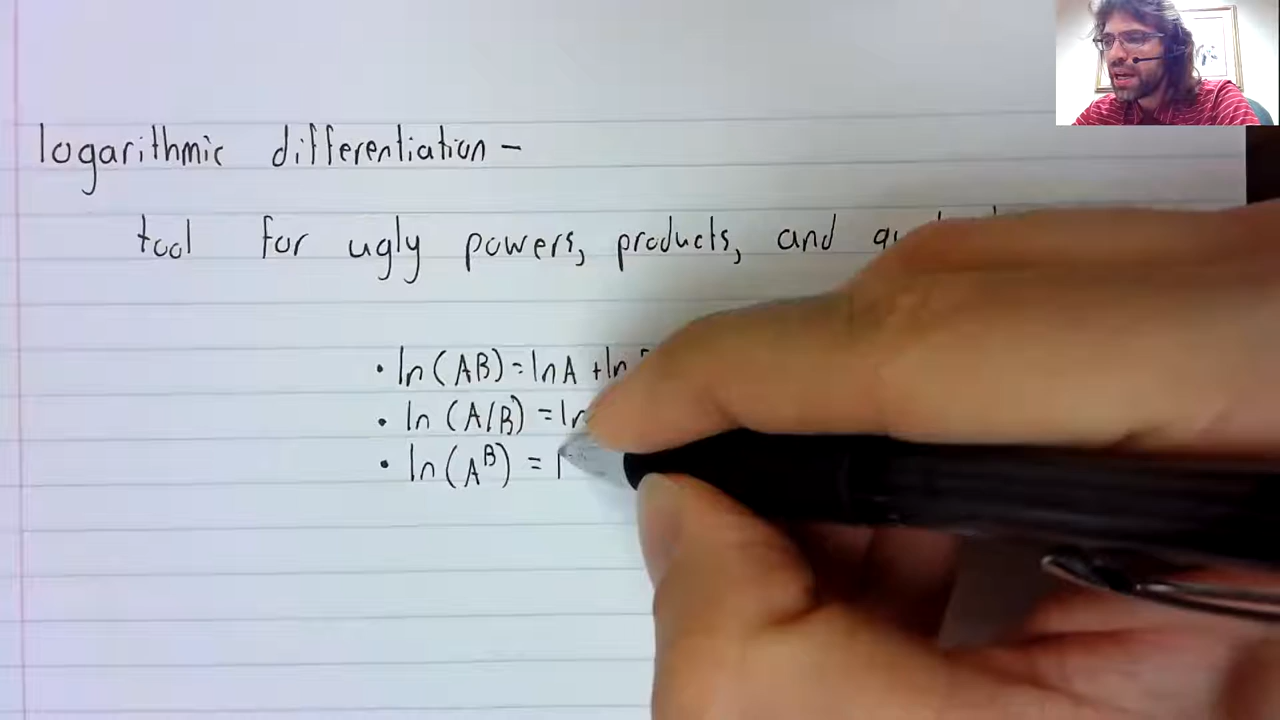 logarithmic differentiation -
tool for ugly powers, products, and
• ln(AB) = lnA + ln
• ln(A/B) = ln
• ln(A^B) = l